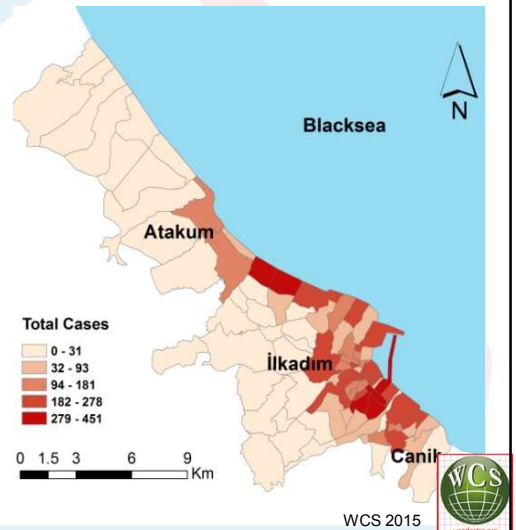 Blacksea
N
Atakum
Total Cases
0 - 31
32 - 93
94 - 181
182 - 278
279 - 451
İlkadım
0 1.5 3 6 9
Km
Canik
WCS
WCS 2015